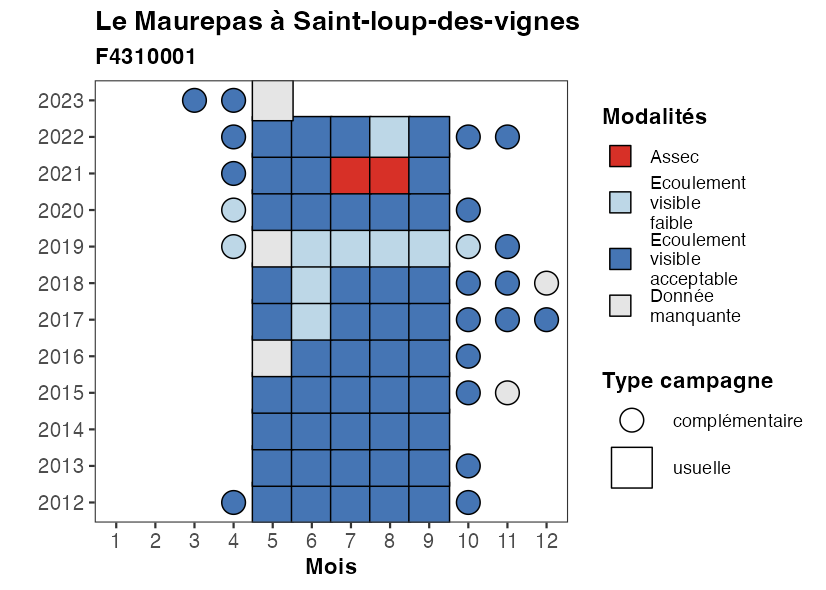 Le Maurepas à Saint-loup-des-vignes
F4310001
2023
2022
2021
2020
2019
2018
2017
2016
2015
2014
2013
2012
1 2 3 4 5 6 7 8 9 10 11 12
Mois
Modalités
Assec
Ecoulement
visible
faible
Ecoulement
visible
acceptable
Donnée
manquante
Type campagne
complémentaire
usuelle